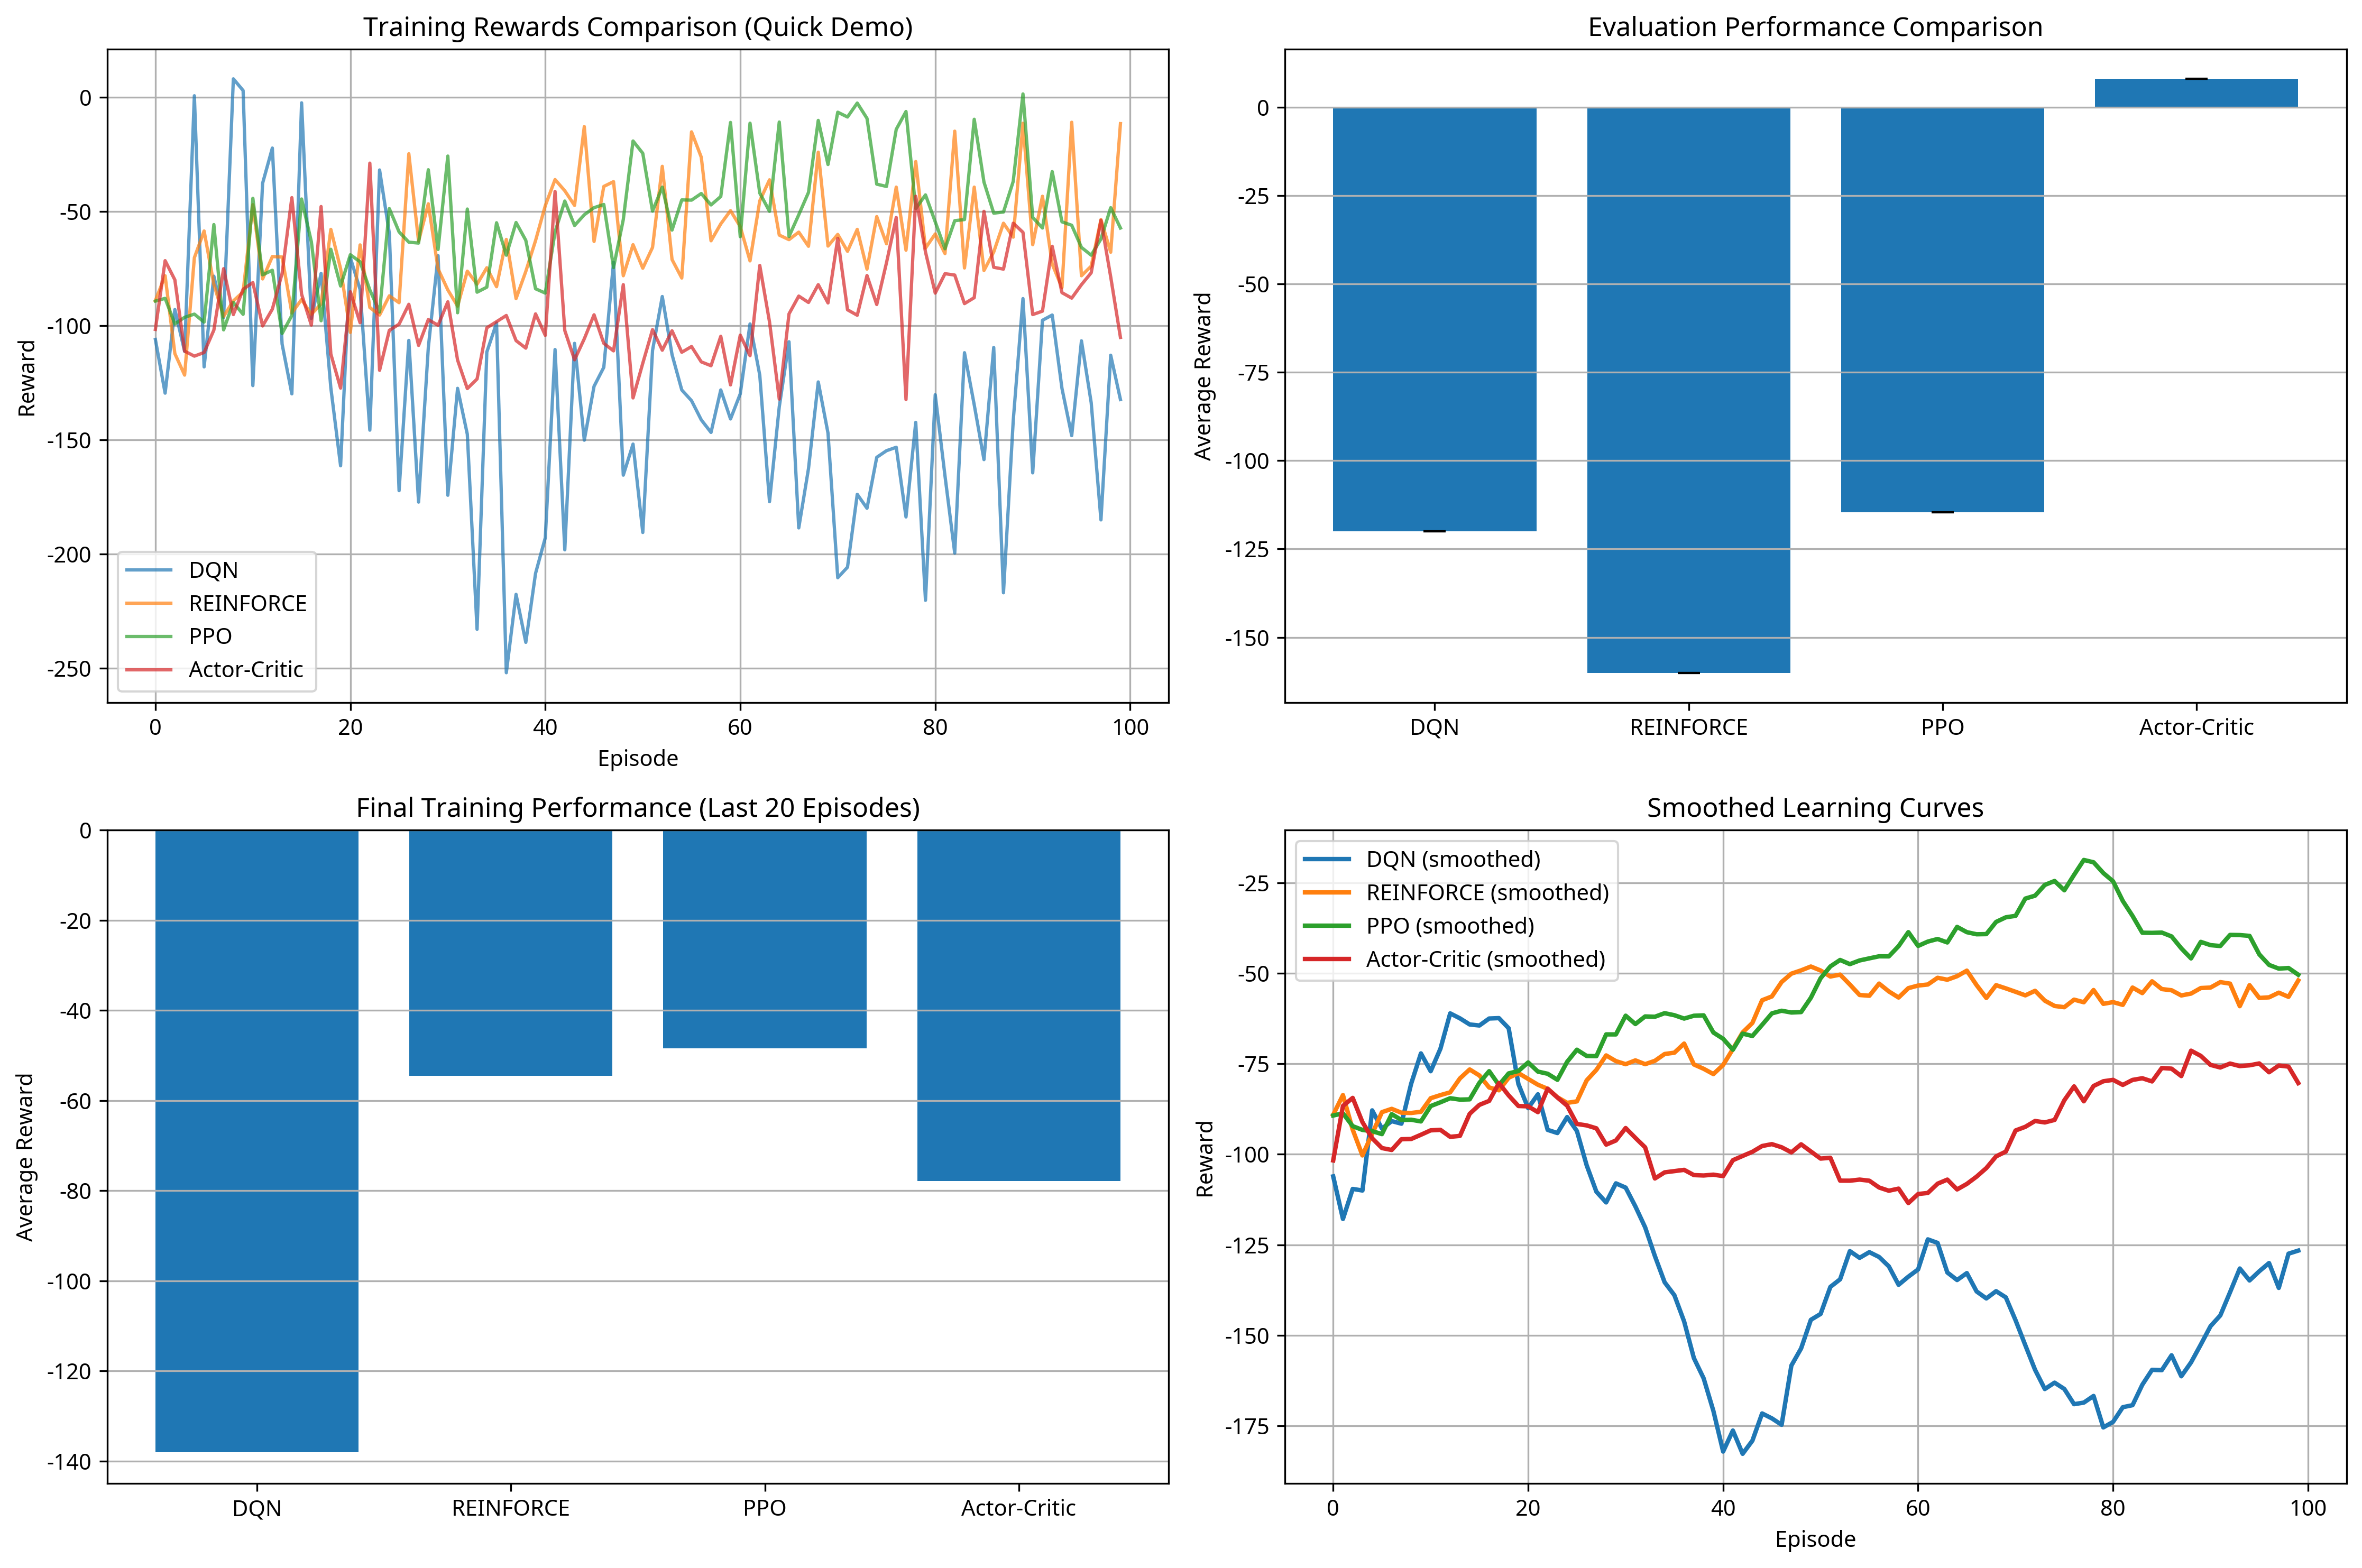 Training Rewards Comparison (Quick Demo)
Reward
0
-50
-100
-150
-200
-250
DQN
REINFORCE
PPO
Actor-Critic
0
20
40
60
80
100
Episode
Evaluation Performance Comparison
Average Reward
0
-25
-50
-75
-100
-125
-150
DQN
REINFORCE
PPO
Actor-Critic
Final Training Performance (Last 20 Episodes)
Average Reward
0
-20
-40
-60
-80
-100
-120
-140
DQN
REINFORCE
PPO
Actor-Critic
Smoothed Learning Curves
Reward
-25
-50
-75
-100
-125
-150
-175
DQN (smoothed)
REINFORCE (smoothed)
PPO (smoothed)
Actor-Critic (smoothed)
0
20
40
60
80
100
Episode